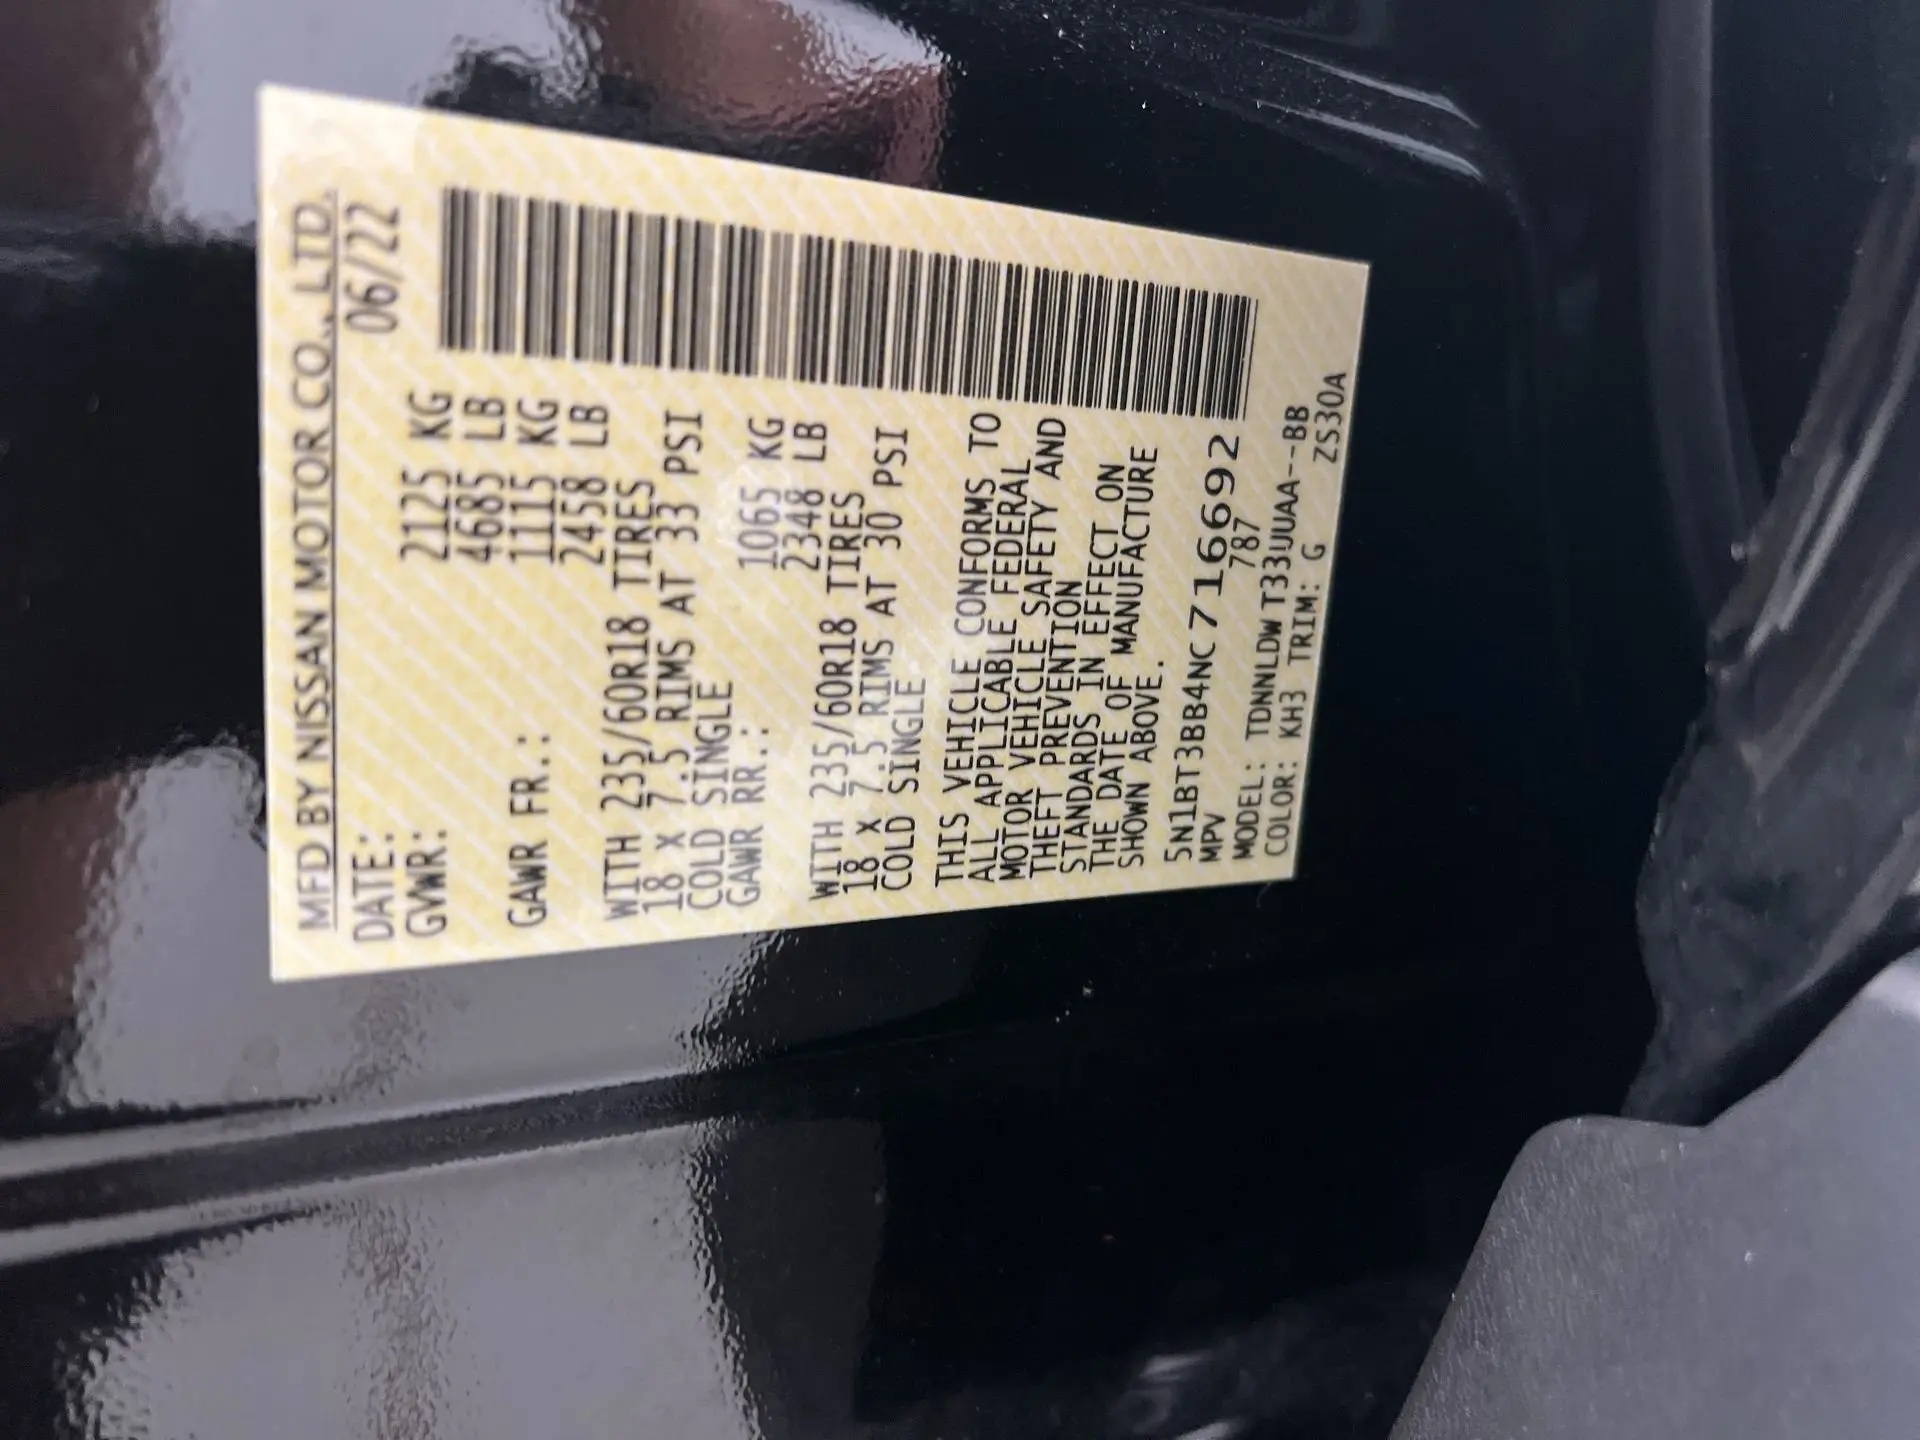 MFD BY NISSAN MOTOR CO., LTD.
DATE: 06/22
GVWR: 2125 KG
4685 LB
GAWR FR.: 1115 KG
2458 LB
WITH 235/60R18 TIRES
18 X 7.5 RIMS AT 33 PSI
COLD SINGLE
GAWR RR.: 1065 KG
2348 LB
WITH 235/60R18 TIRES
18 X 7.5 RIMS AT 30 PSI
COLD SINGLE
THIS VEHICLE CONFORMS TO
ALL APPLICABLE FEDERAL
MOTOR VEHICLE SAFETY AND
THEFT PREVENTION
STANDARDS IN EFFECT ON
THE DATE OF MANUFACTURE
SHOWN ABOVE.
5N1BT3BB4NC716692
MPV 787
MODEL: TDNNNLDWT33UUAA--BB
COLOR: KH3 TRIM: G ZS30A